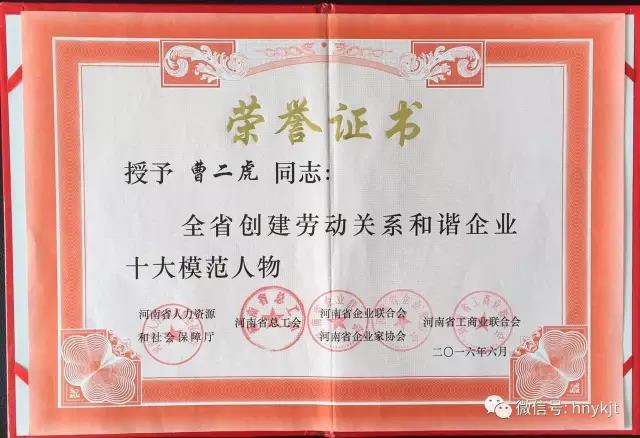 荣誉证书
授予 曹二虎 同志:
全省创建劳动关系和谐企业
十大模范人物
河南省人力资源
和社会保障厅
河南省总工会
河南省企业联合会
河南省企业家协会
河南省工商业联合会
二〇一六年六月
微信号: hnykjt